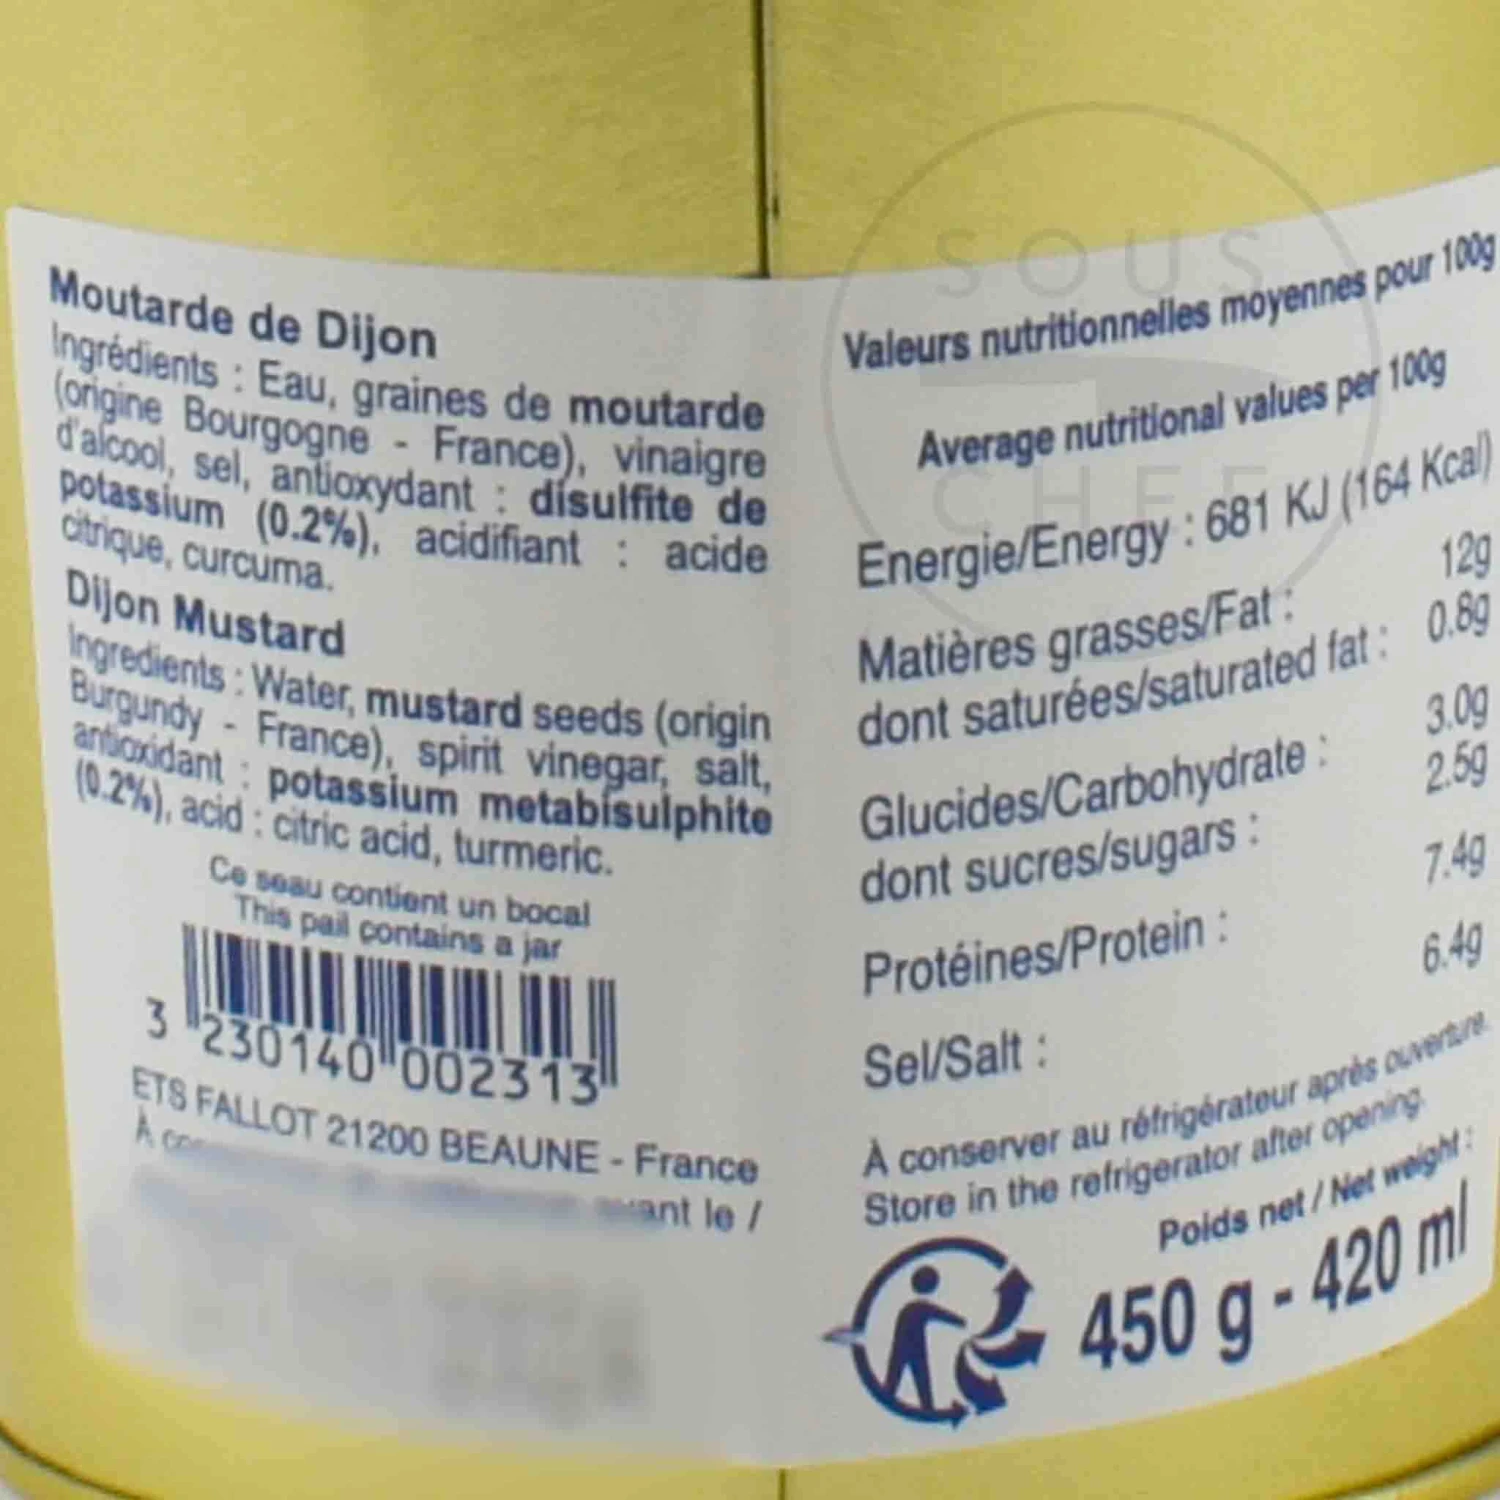 Moutarde de Dijon
Ingrédients : Eau, graines de moutarde
(origine Bourgogne - France), vinaigre
d'alcool, sel, antioxydant : disulfite de
potassium (0.2%), acidifiant : acide
citrique, curcuma.
Dijon Mustard
Ingredients : Water, mustard seeds (origin
Burgundy - France), spirit vinegar, salt,
antioxidant : potassium metabisulphite
(0.2%), acid : citric acid, turmeric.
Ce seau contient un bocal
This pail contains a jar
3 230140 002313
ETS FALLOT 21200 BEAUNE - France
À
le /
SOUS
CHEF
Valeurs nutritionnelles moyennes pour 100g
Average nutritional values per 100g
Energie/Energy : 681 KJ (164 Kcal)
Matières grasses/Fat : 12g
dont saturées/saturated fat : 0.8g
Glucides/Carbohydrate : 3.0g
dont sucres/sugars : 2.5g
Protéines/Protein : 7.4g
Sel/Salt : 6.4g
À conserver au réfrigérateur après ouverture.
Store in the refrigerator after opening.
Poids net / Net weight :
450 g - 420 ml